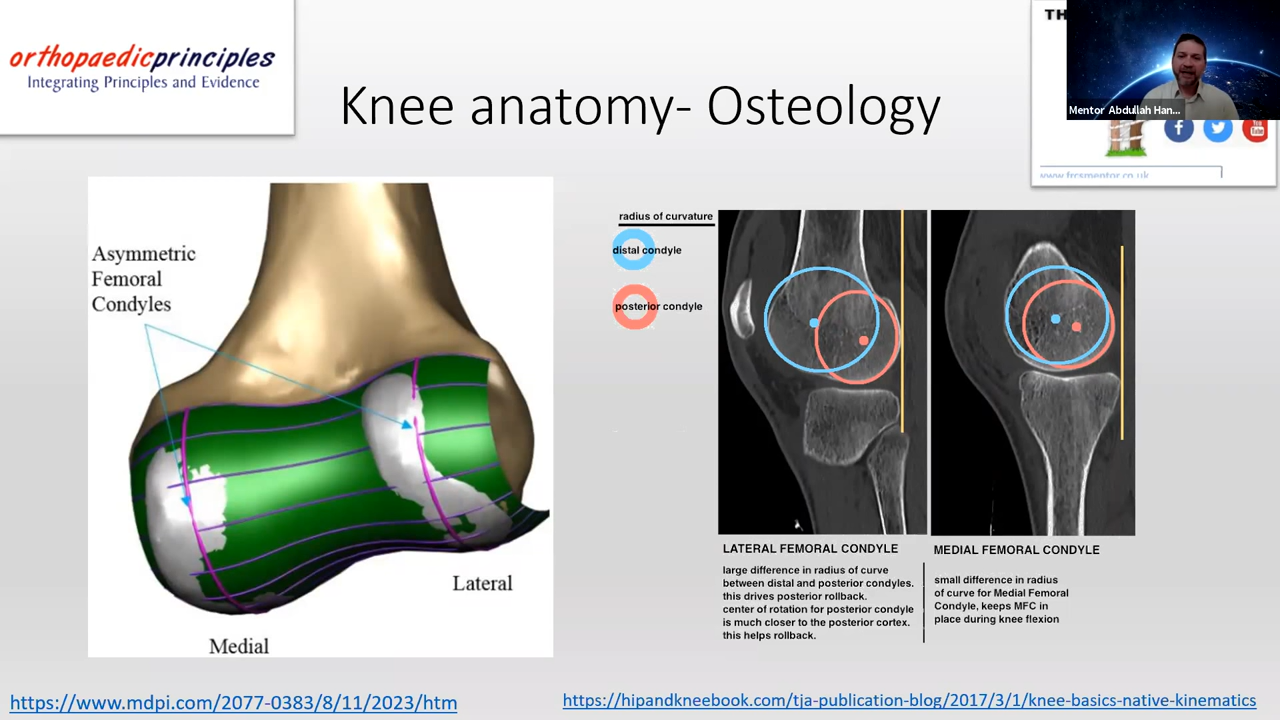 orthopaedicprinciples
Integrating Principles and Evidence
Knee anatomy- Osteology
TH
Mentor Abdullah Han...
www.frcsmentor.co.uk
Asymmetric
Femoral
Condyles
Lateral
Medial
radius of curvature
distal condyle
posterior condyle
LATERAL FEMORAL CONDYLE
large difference in radius of curve
between distal and posterior condyles.
this drives posterior rollback.
center of rotation for posterior condyle
is much closer to the posterior cortex.
this helps rollback.
MEDIAL FEMORAL CONDYLE
small difference in radius
of curve for Medial Femoral
Condyle, keeps MFC in
place during knee flexion
https://www.mdpi.com/2077-0383/8/11/2023/htm
https://hipandkneebook.com/tja-publication-blog/2017/3/1/knee-basics-native-kinematics